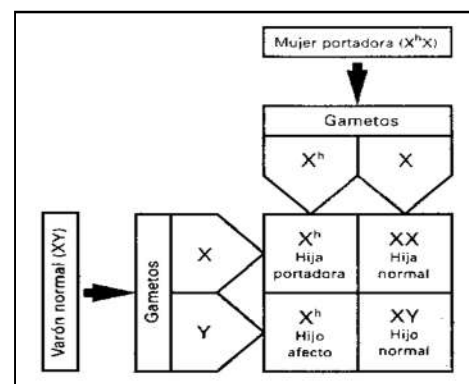 Mujer portadora (XʰX)
Gametos
Xʰ
X
Varón normal (XY)
Gametos
X
Y
Xʰ
Hija
portadora
XX
Hija
normal
Xʰ
Hijo
afecto
XY
Hijo
normal